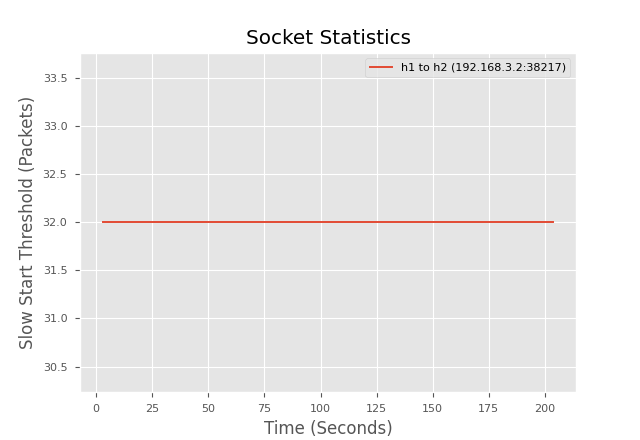 Socket Statistics
h1 to h2 (192.168.3.2:38217)
Slow Start Threshold (Packets)
33.5
33.0
32.5
32.0
31.5
31.0
30.5
0 25 50 75 100 125 150 175 200
Time (Seconds)